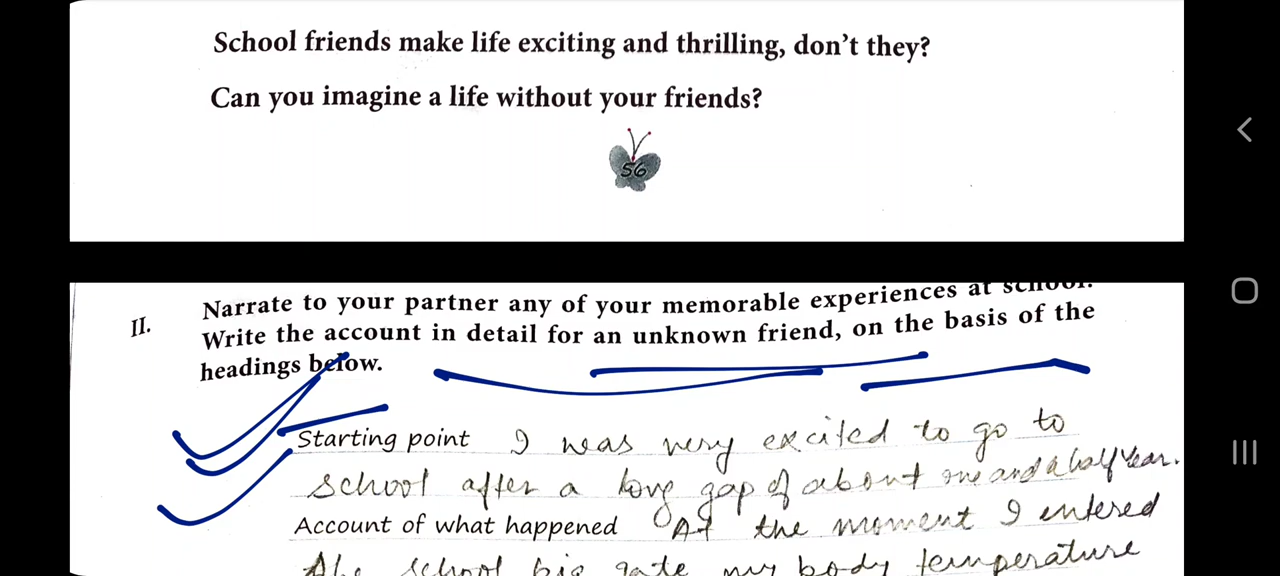 School friends make life exciting and thrilling, don't they?
Can you imagine a life without your friends?
56
II. Narrate to your partner any of your memorable experiences at school.
Write the account in detail for an unknown friend, on the basis of the
headings below.
Starting point I was very excited to go to
school after a long gap of about one and a half Year.
Account of what happened At the moment I entered
the school big gate my body temperature